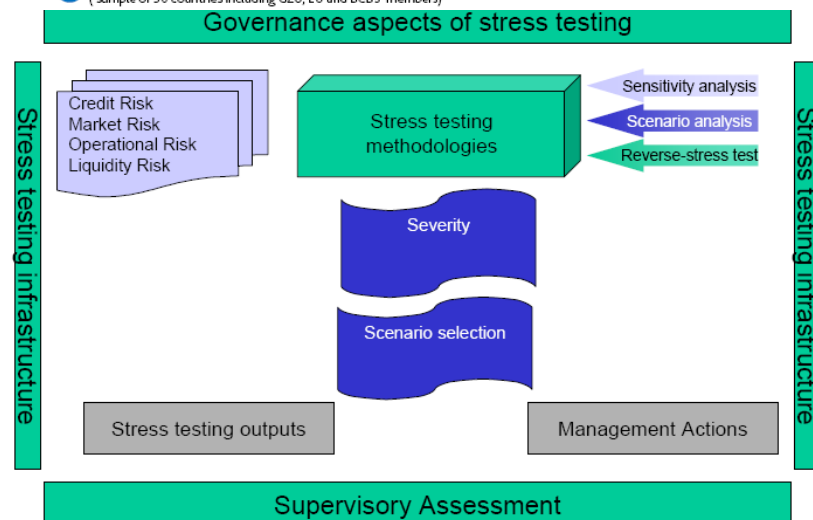 Governance aspects of stress testing
Stress testing infrastructure
Credit Risk
Market Risk
Operational Risk
Liquidity Risk
Stress testing
methodologies
Sensitivity analysis
Scenario analysis
Reverse-stress test
Severity
Scenario selection
Stress testing outputs
Management Actions
Stress testing infrastructure
Supervisory Assessment